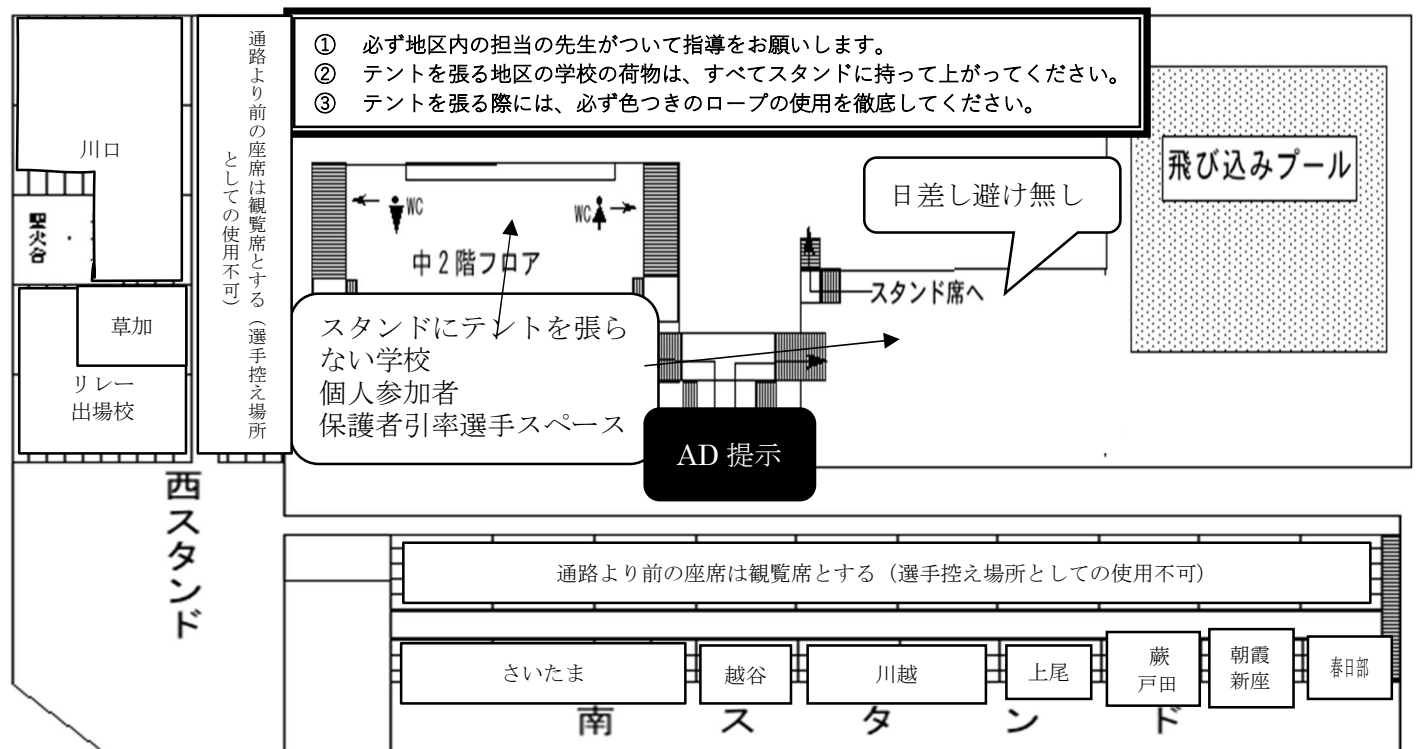 ① 必ず地区内の担当の先生がついて指導をお願いします。
② テントを張る地区の学校の荷物は、すべてスタンドに持って上がってください。
③ テントを張る際には、必ず色つきのロープの使用を徹底してください。
通路より前の座席は観覧席とする（選手控え場所
としての使用不可）
川口
聖火台
草加
リレー
出場校
西スタンド
WC
WC
中２階フロア
スタンドにテントを張ら
ない学校
個人参加者
保護者引率選手スペース
AD 提示
日差し避け無し
スタンド席へ
飛び込みプール
通路より前の座席は観覧席とする（選手控え場所としての使用不可）
さいたま
越谷
川越
上尾
蕨
戸田
朝霞
新座
春日部
南スタンド